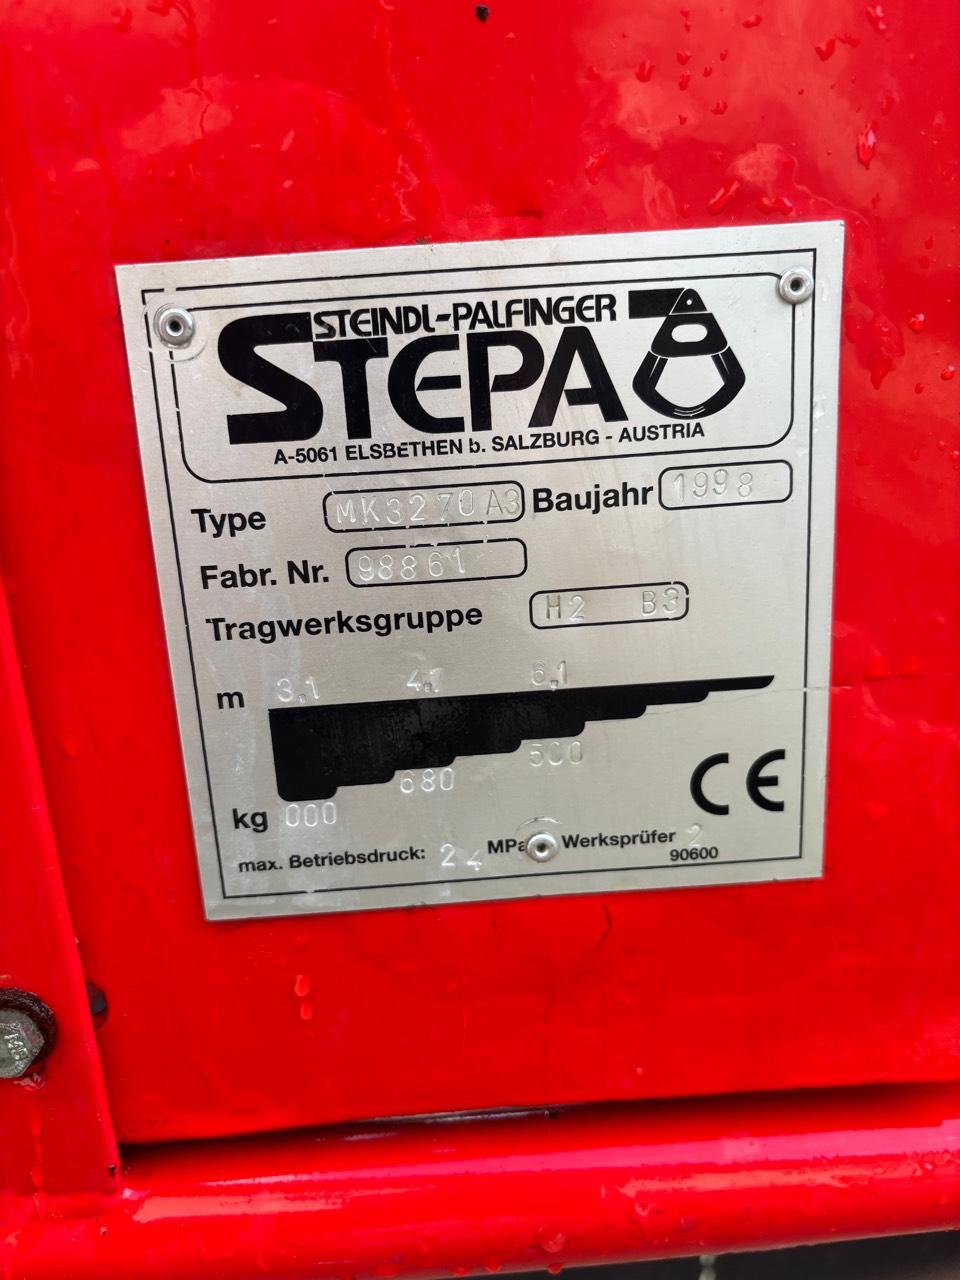 STEINDL-PALFINGER
STEPA
A-5061 ELSBETHEN b. SALZBURG - AUSTRIA
Type MK3270A3 Baujahr 1998
Fabr. Nr. 98861
Tragwerksgruppe H2 B3
m 3,1 4,7 6,1
kg 000 680 500
CE
max. Betriebsdruck: 24 MPa Werksprüfer 2
90600